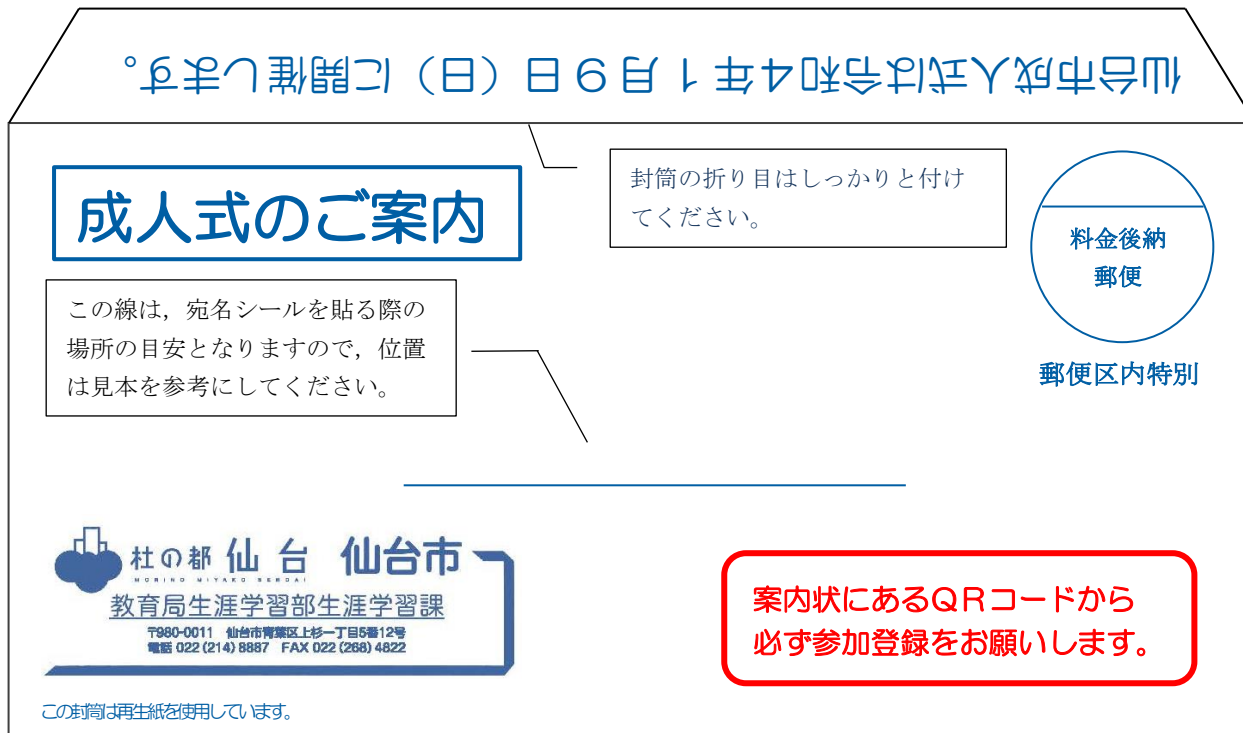 仙台市成人式は令和４年１月９日（日）に開催します。
成人式のご案内
封筒の折り目はしっかりと付け
てください。
料金後納
郵便
郵便区内特別
この線は，宛名シールを貼る際の
場所の目安となりますので，位置
は見本を参考にしてください。
杜の都 仙台 仙台市
MORINO MIYAKO SENDAI
教育局生涯学習部生涯学習課
〒980-0011 仙台市青葉区上杉一丁目5番12号
電話 022(214)8887 FAX 022(268)4822
案内状にあるＱＲコードから
必ず参加登録をお願いします。
この封筒は再生紙を使用しています。